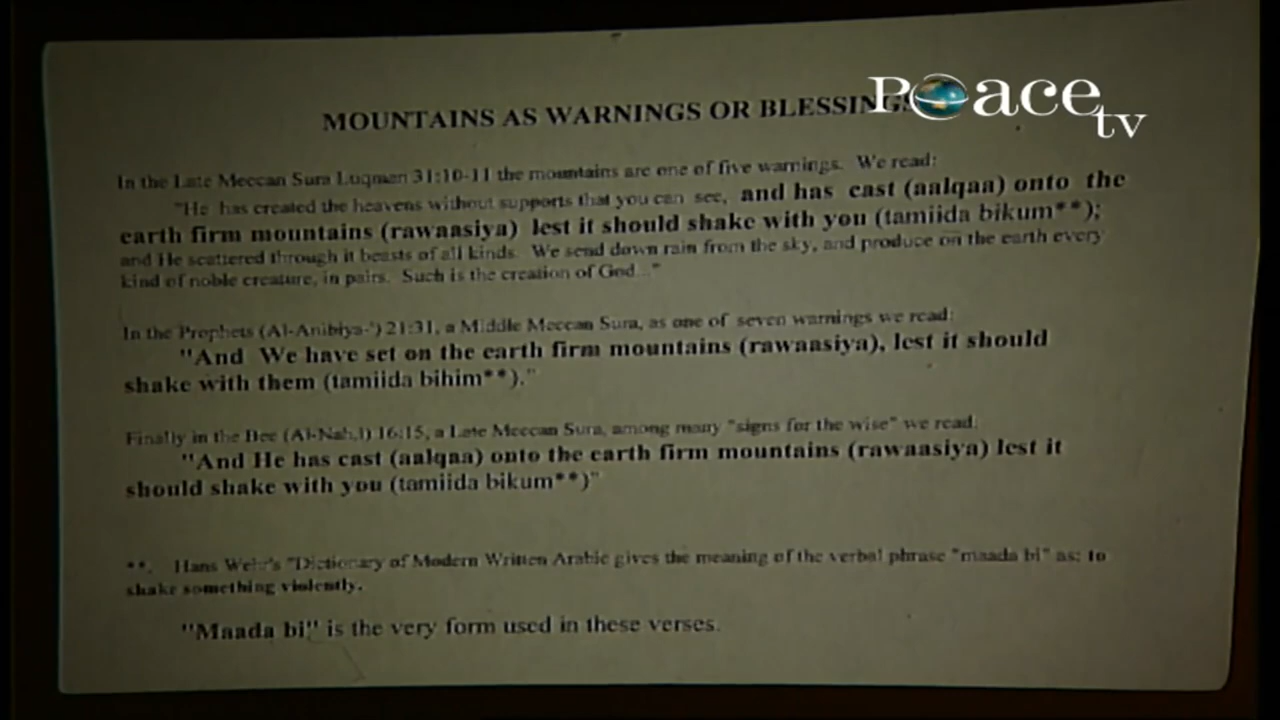 Peace tv
MOUNTAINS AS WARNINGS OR BLESSINGS
In the Late Meccan Sura Luqman 31:10-11 the mountains are one of five warnings. We read:
"He has created the heavens without supports that you can see, and has cast (aalqaa) onto the
earth firm mountains (rawaasiya) lest it should shake with you (tamiida bikum**);
and He scattered through it beasts of all kinds. We send down rain from the sky, and produce on the earth every
kind of noble creature, in pairs. Such is the creation of God..."
In the Prophets (Al-Anibiya-') 21:31, a Middle Meccan Sura, as one of seven warnings we read:
"And We have set on the earth firm mountains (rawaasiya), lest it should
shake with them (tamiida bihim**)."
Finally in the Bee (Al-Nah.l) 16:15, a Late Meccan Sura, among many "signs for the wise" we read.
"And He has cast (aalqaa) onto the earth firm mountains (rawaasiya) lest it
should shake with you (tamiida bikum**)"
**. Hans Wehr's "Dictionary of Modern Written Arabic gives the meaning of the verbal phrase "maada bi" as: to
shake something violently.
"Maada bi" is the very form used in these verses.